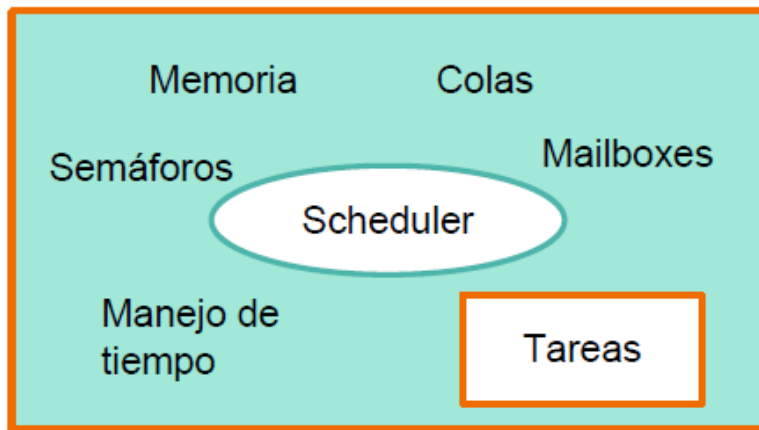 Memoria
Colas
Semáforos
Mailboxes
Scheduler
Manejo de
tiempo
Tareas